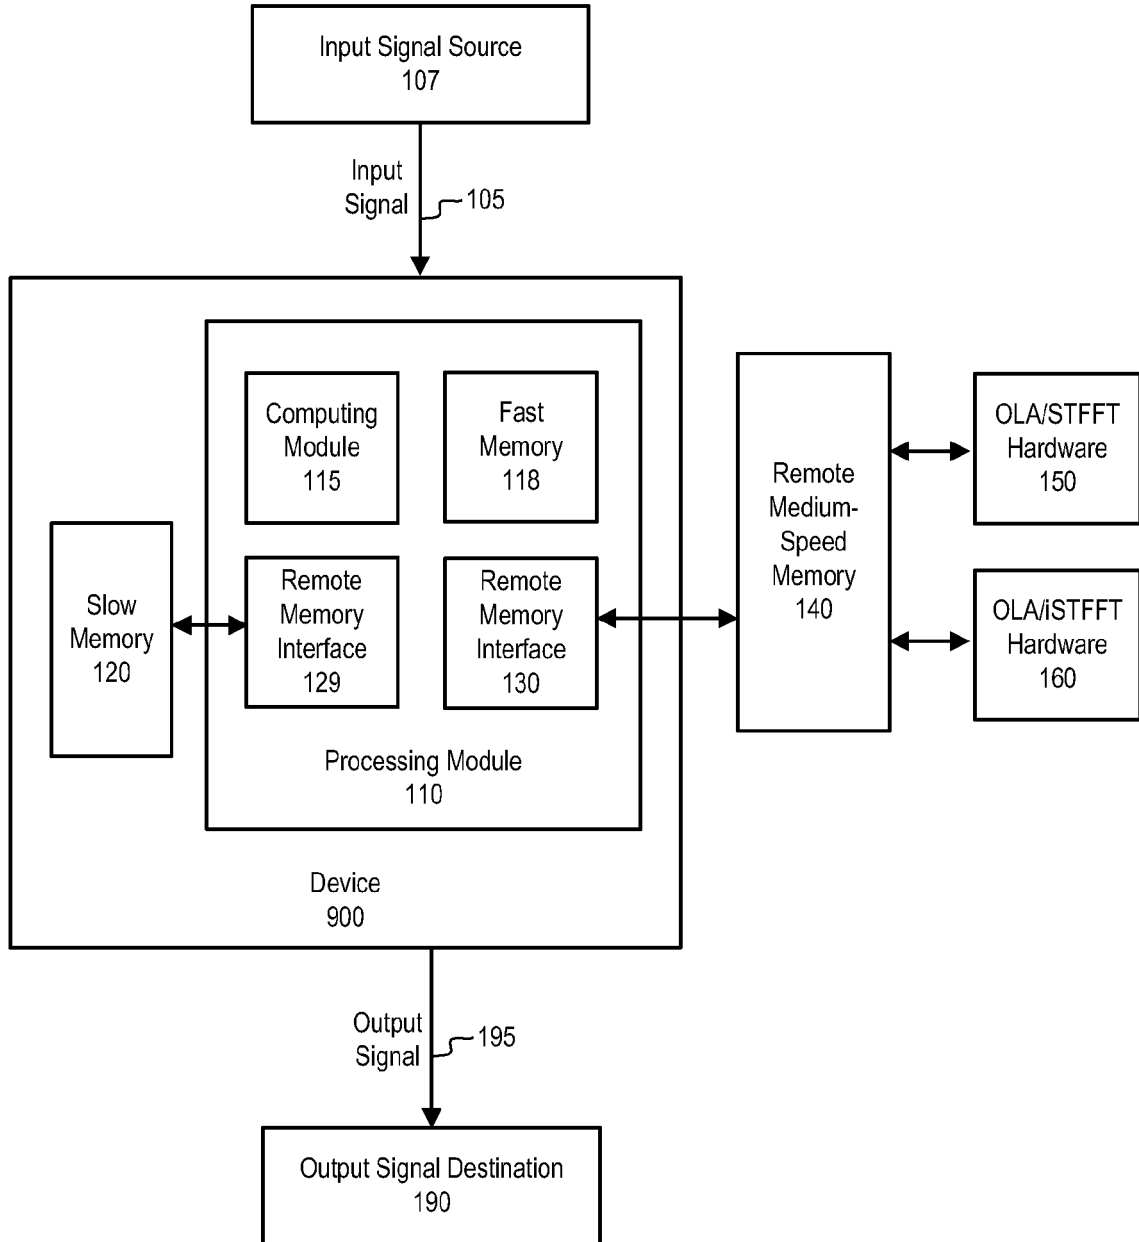 Input Signal Source
107
Input
Signal
105
Computing
Module
115
Fast
Memory
118
Slow
Memory
120
Remote
Memory
Interface
129
Remote
Memory
Interface
130
Processing Module
110
Device
900
Remote
Medium-
Speed
Memory
140
OLA/STFFT
Hardware
150
OLA/iSTFFT
Hardware
160
Output
Signal
195
Output Signal Destination
190